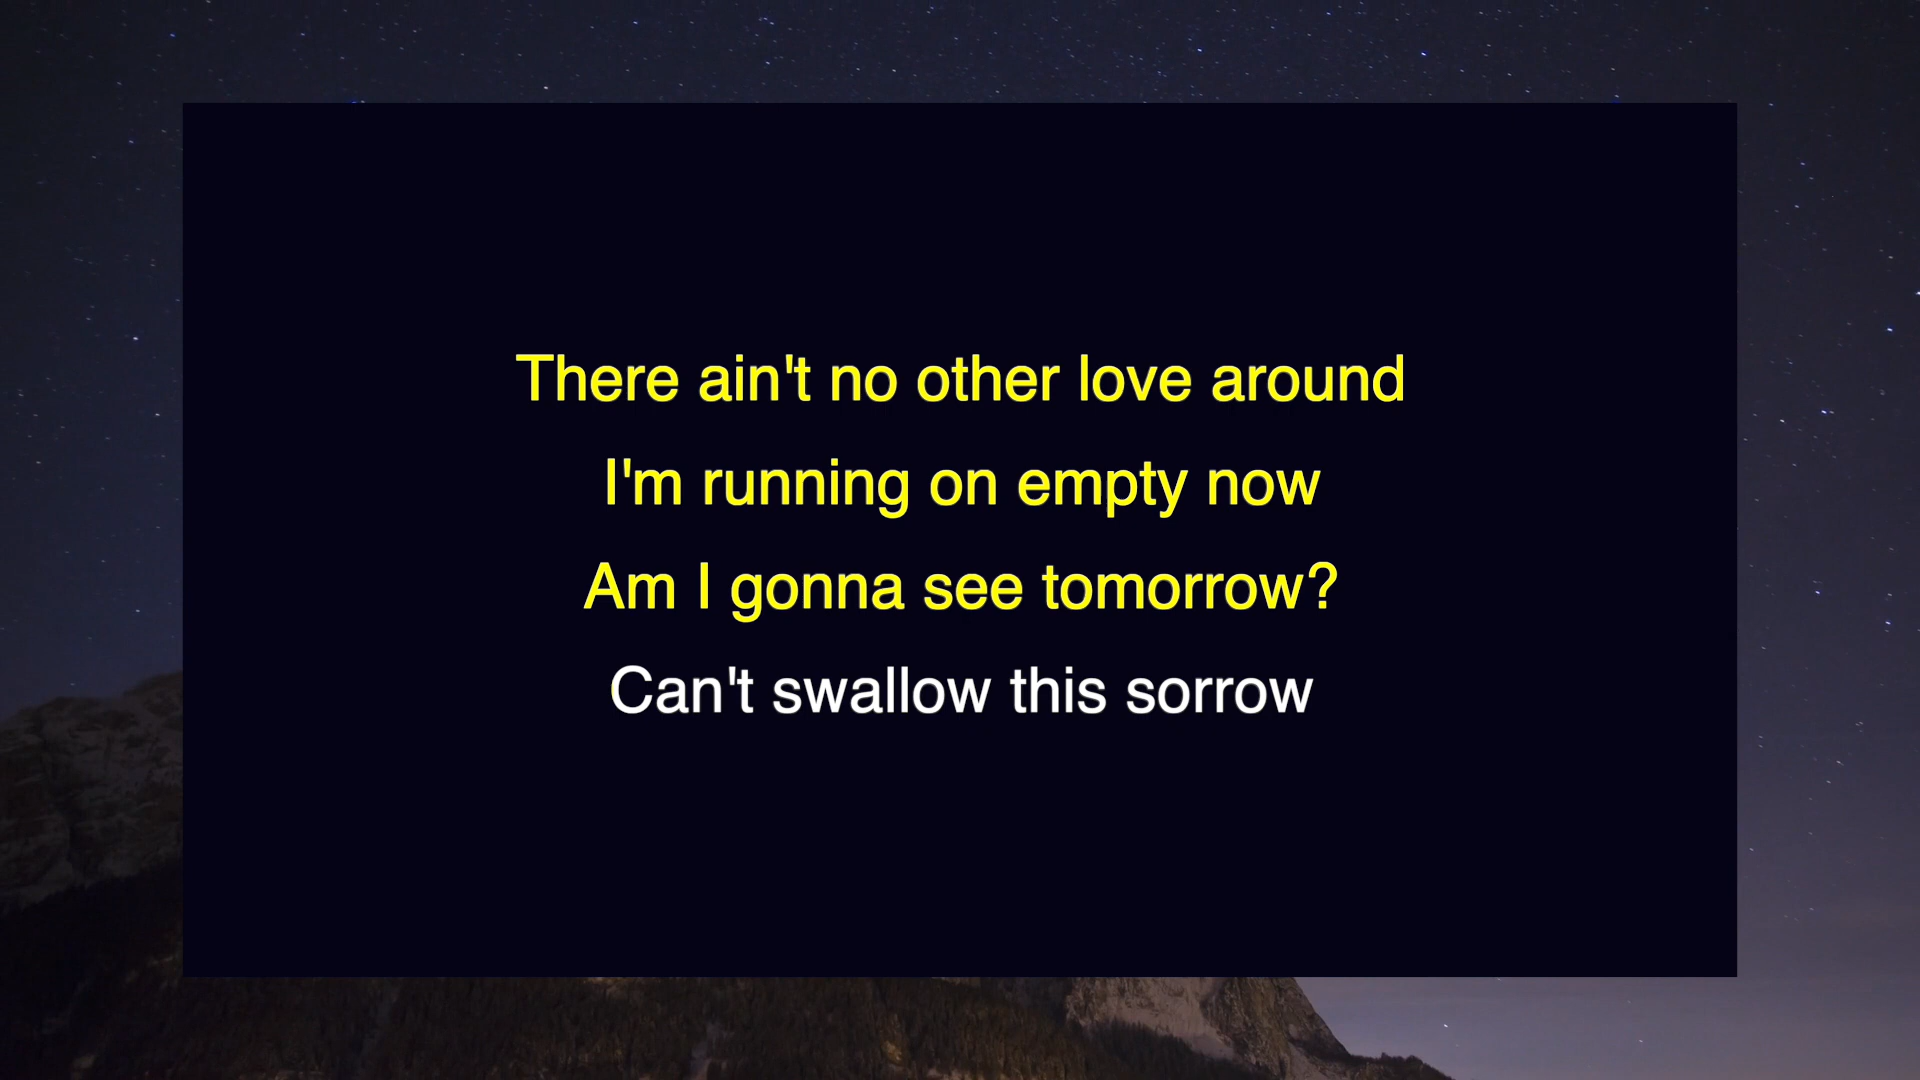 There ain't no other love around
I'm running on empty now
Am I gonna see tomorrow?
Can't swallow this sorrow